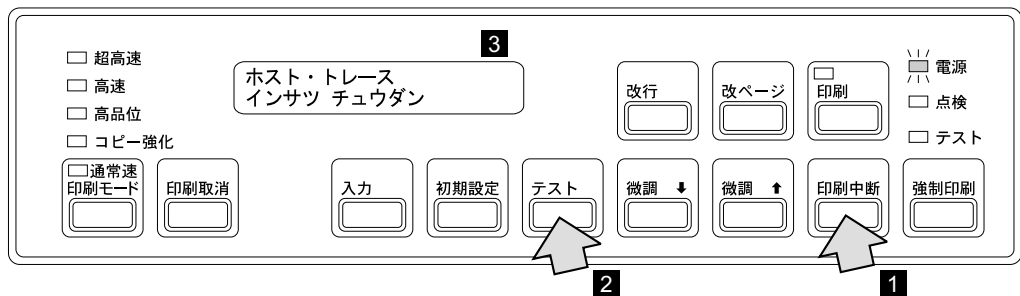 3
超高速
高速
高品位
コピー強化
ホスト・トレース
インサツ チュウダン
改行
改ページ
印刷
電源
点検
テスト
通常速
印刷モード
印刷取消
入力
初期設定
テスト
微調 ⬇
微調 ⬆
印刷中断
強制印刷
2
1